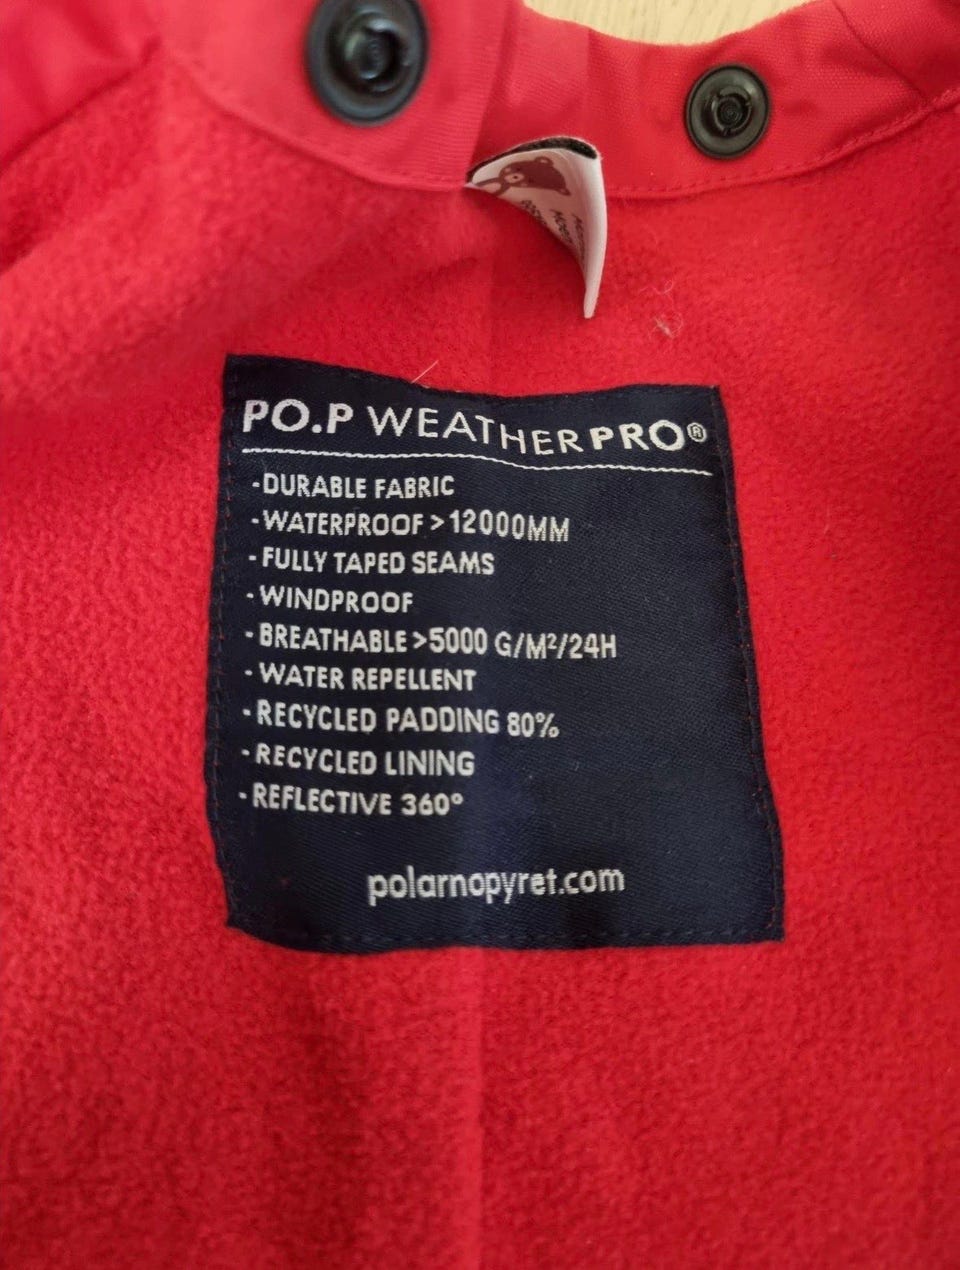 PO.P WEATHERPRO®
-DURABLE FABRIC
-WATERPROOF >12000MM
-FULLY TAPED SEAMS
-WINDPROOF
-BREATHABLE >5000 G/M²/24H
-WATER REPELLENT
-RECYCLED PADDING 80%
-RECYCLED LINING
-REFLECTIVE 360°
polarnopyret.com